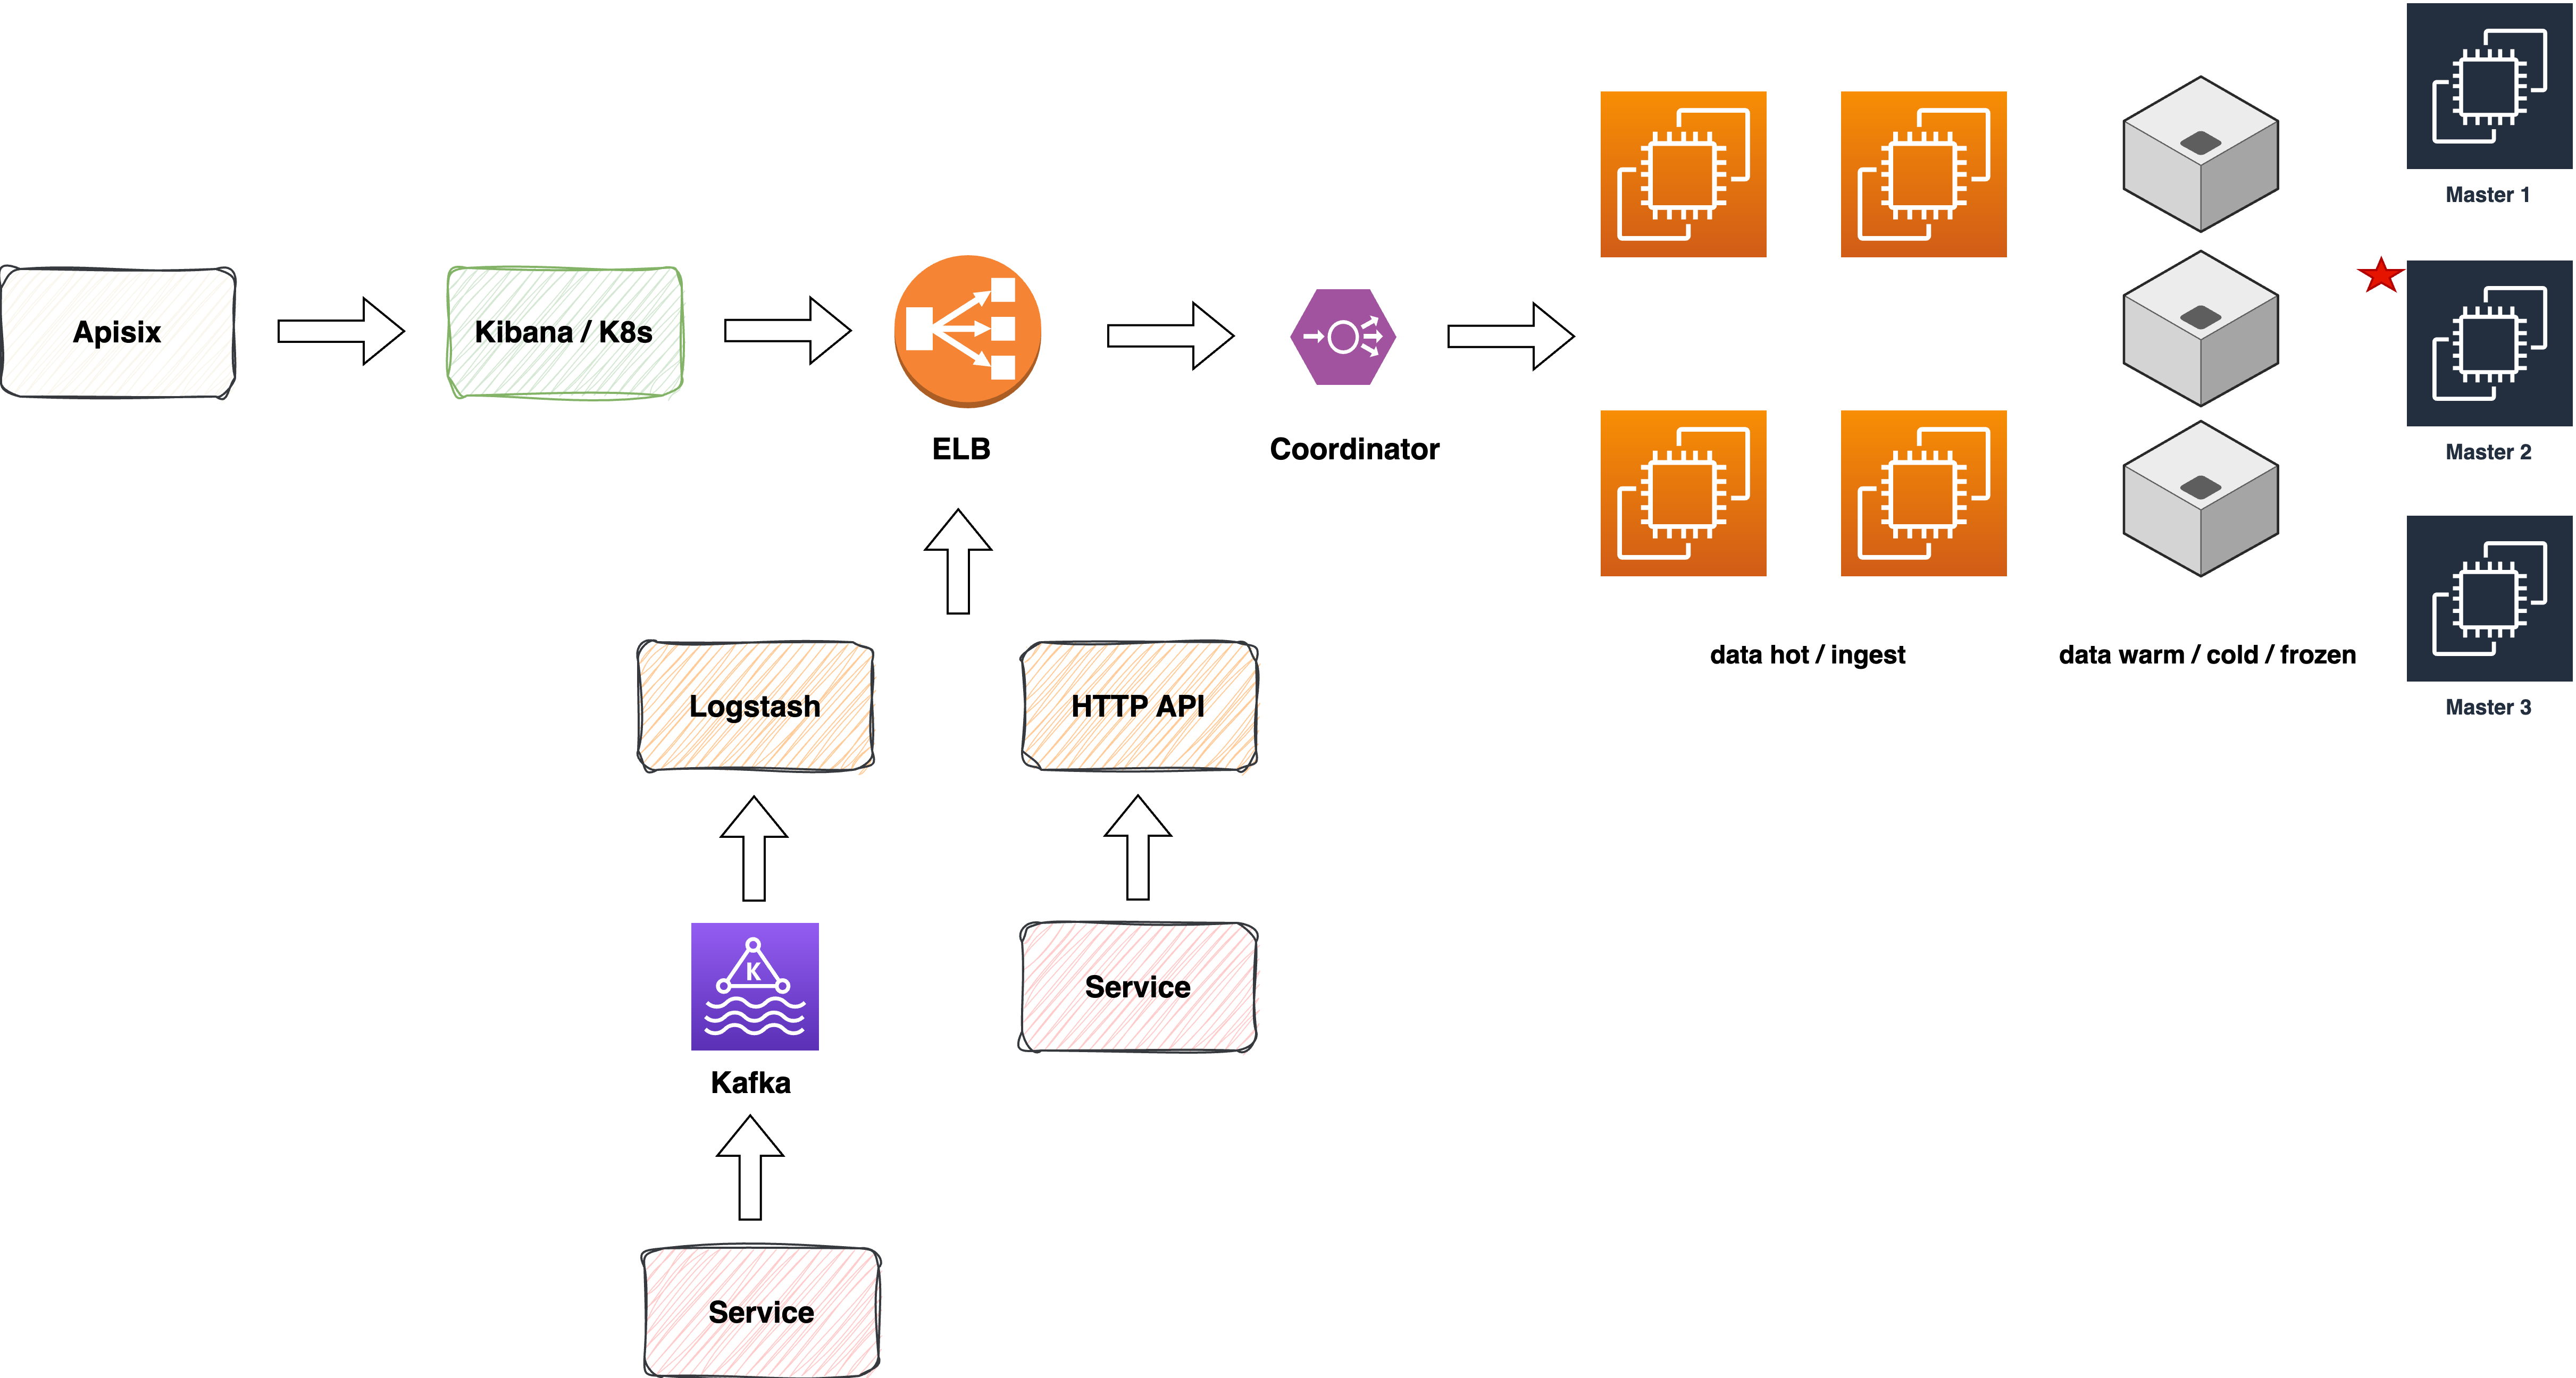 Master 1
Apisix
Kibana / K8s
ELB
Coordinator
Master 2
data hot / ingest
data warm / cold / frozen
Master 3
Logstash
HTTP API
K
Service
Kafka
Service